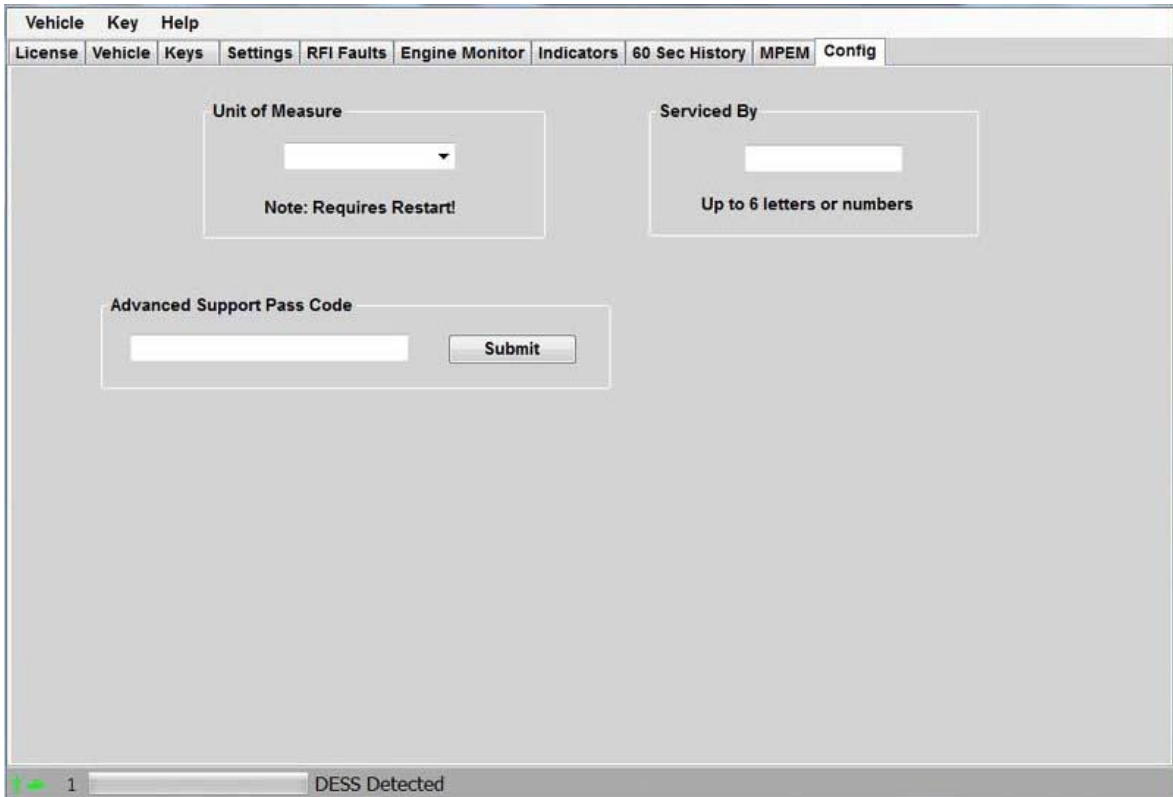 Vehicle Key Help
License Vehicle Keys Settings RFI Faults Engine Monitor Indicators 60 Sec History MPEM Config
Unit of Measure
Serviced By
Note: Requires Restart!
Up to 6 letters or numbers
Advanced Support Pass Code
Submit
1 DESS Detected